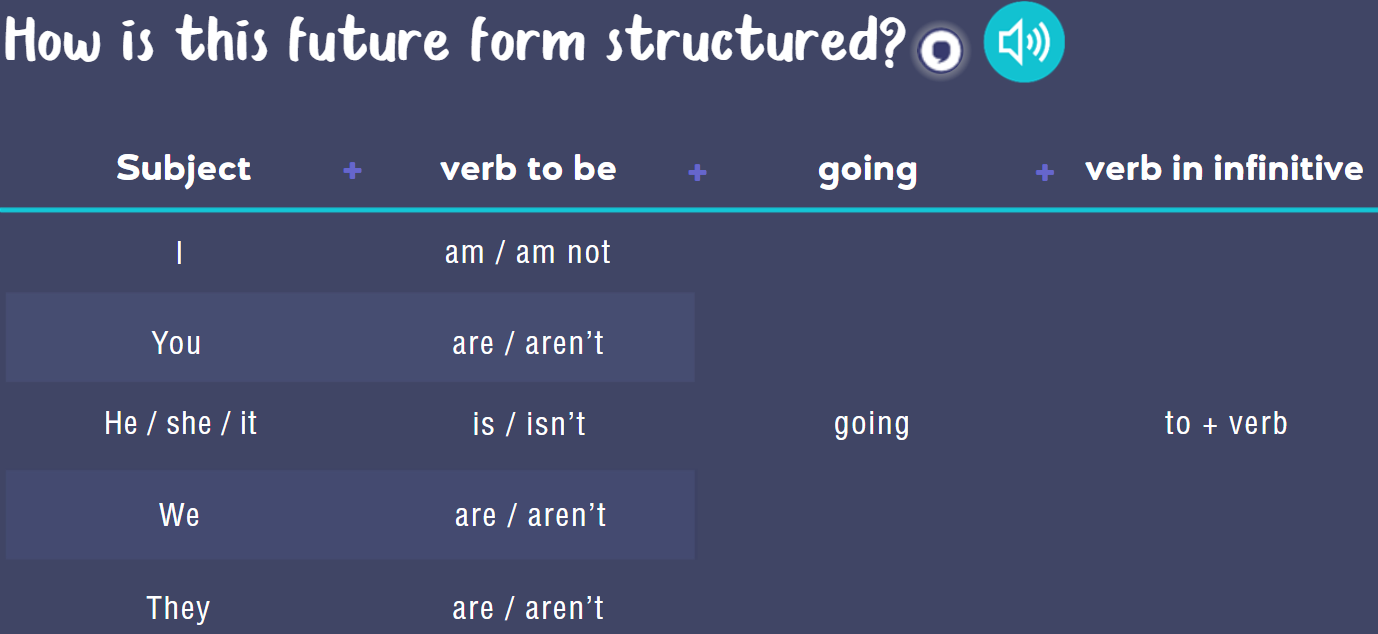 How is this future form structured?
Subject + verb to be + going + verb in infinitive
I am / am not
You are / aren’t
He / she / it is / isn’t going to + verb
We are / aren’t
They are / aren’t